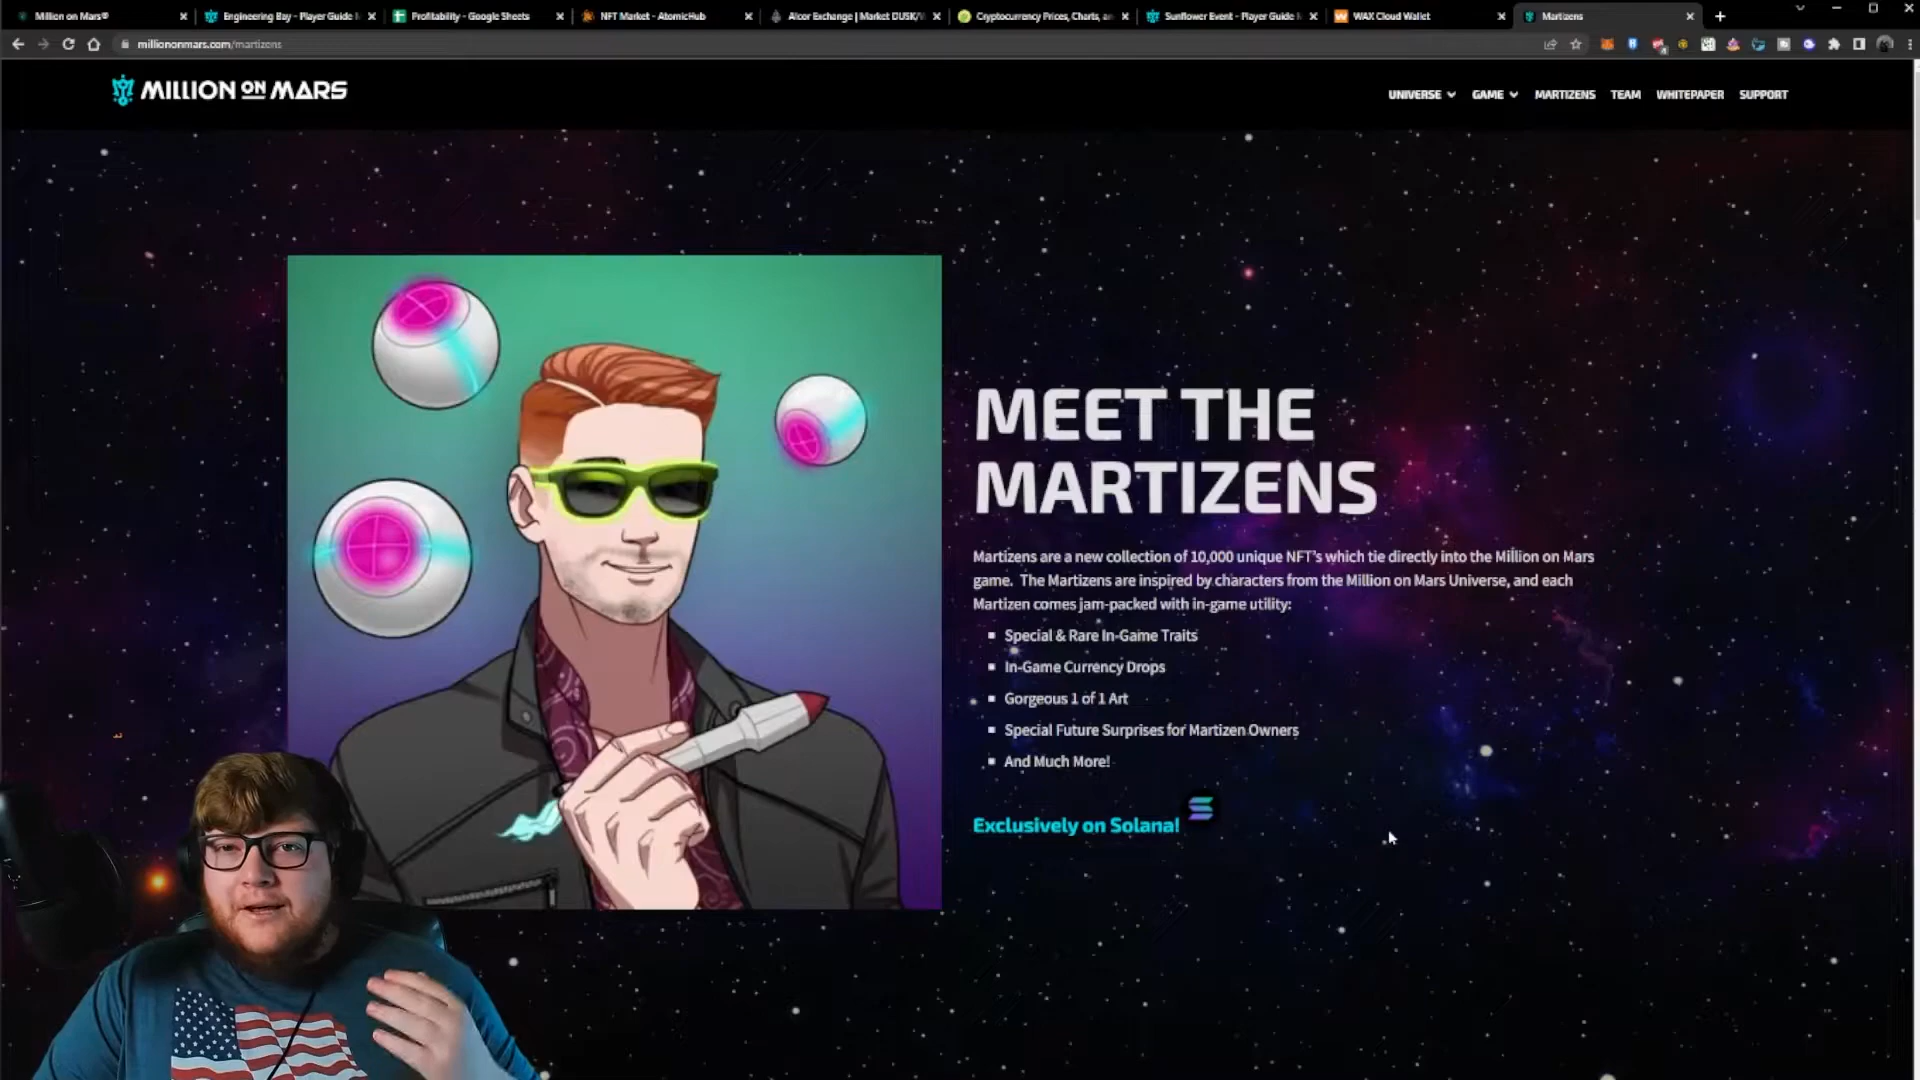 Million on Mars®
Engineering Bay - Player Guide
Profitability - Google Sheets
NFT Market - AtomicHub
Alcor Exchange | Market DUSK/
Cryptocurrency Prices, Charts, an
Sunflower Event - Player Guide
WAX Cloud Wallet
Martizens
milliononmars.com/martizens
MILLION ON MARS
UNIVERSE
GAME
MARTIZENS
TEAM
WHITEPAPER
SUPPORT
MEET THE
MARTIZENS
Martizens are a new collection of 10,000 unique NFT's which tie directly into the Million on Mars
game. The Martizens are inspired by characters from the Million on Mars Universe, and each
Martizen comes jam-packed with in-game utility:
Special & Rare In-Game Traits
In-Game Currency Drops
Gorgeous 1 of 1 Art
Special Future Surprises for Martizen Owners
And Much More!
Exclusively on Solana!